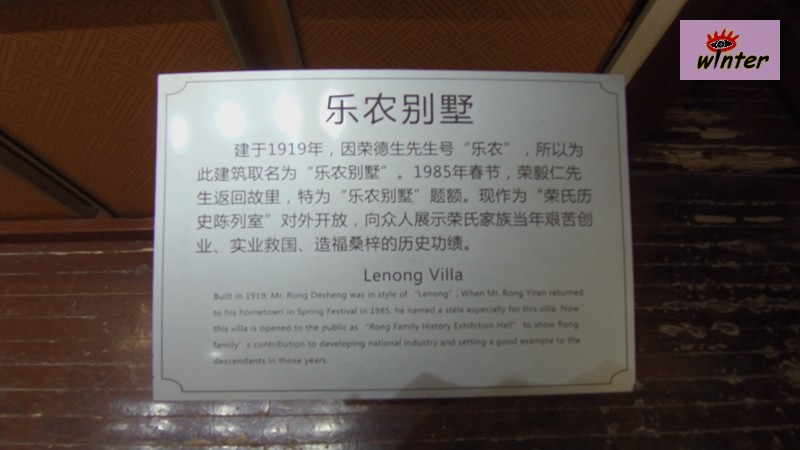 wInter
乐农别墅
建于1919年，因荣德生先生号“乐农”，所以为
此建筑取名为“乐农别墅”。1985年春节，荣毅仁先
生返回故里，特为“乐农别墅”题额。现作为“荣氏历
史陈列室”对外开放，向众人展示荣氏家族当年艰苦创
业、实业救国、造福桑梓的历史功绩。
Lenong Villa
Built in 1919, Mr. Rong Desheng was in style of “Lenong”, When Mr. Rong Yiren returned
to his hometown in Spring Festival in 1985, he named a stele especially for this villa. Now
this villa is opened to the public as “Rong Family History Exhibition Hall” to show Rong
family’s contribution to developing national industry and setting a good example to the
descendants in those years.